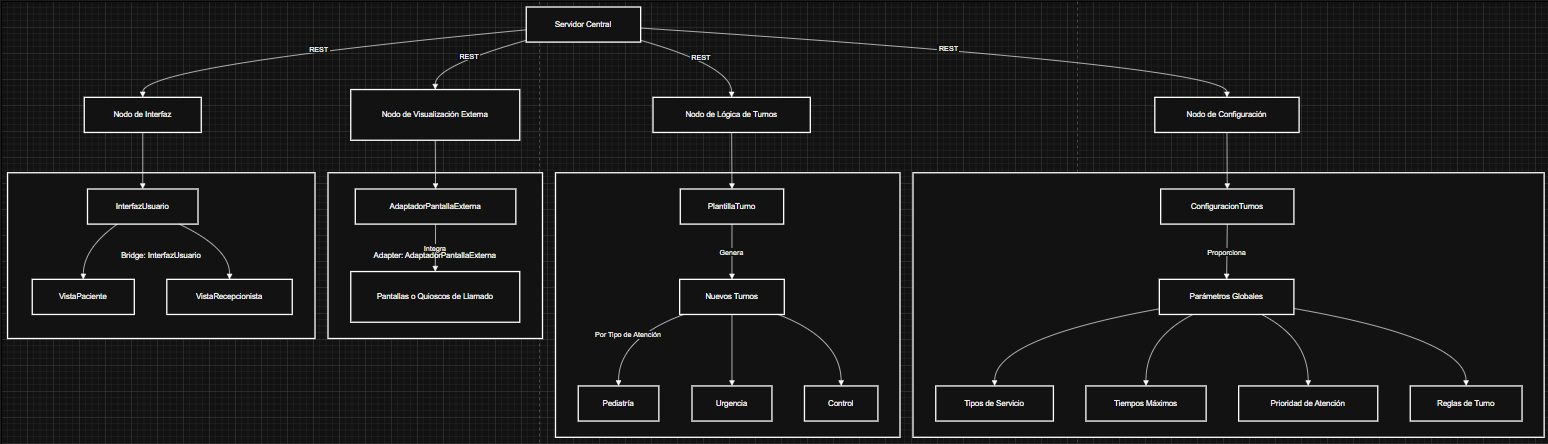 Servidor Central
REST
REST
REST
REST
Nodo de Interfaz
Nodo de Visualización Externa
Nodo de Lógica de Turnos
Nodo de Configuración
InterfazUsuario
Bridge: InterfazUsuario
VistaPaciente
VistaRecepcionista
AdaptadorPantallaExterna
Integra
Adapter: AdaptadorPantallaExterna
Pantallas o Quioscos de Llamado
PlantillaTurno
Genera
Nuevos Turnos
Por Tipo de Atención
Pediatría
Urgencia
Control
ConfiguracionTurnos
Proporciona
Parámetros Globales
Tipos de Servicio
Tiempos Máximos
Prioridad de Atención
Reglas de Turno